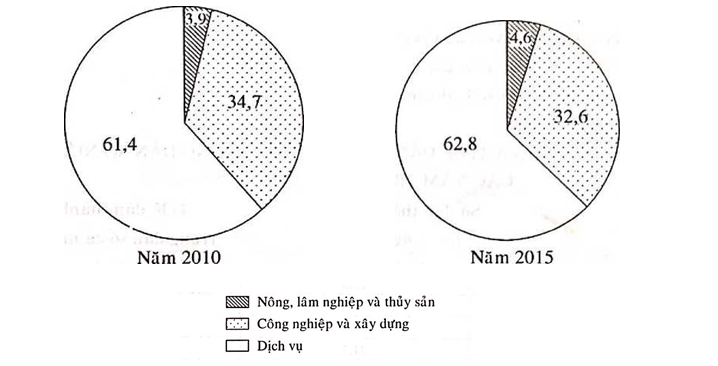 3,9
34,7
61,4
Năm 2010
4,6
32,6
62,8
Năm 2015
Nông, lâm nghiệp và thủy sản
Công nghiệp và xây dựng
Dịch vụ